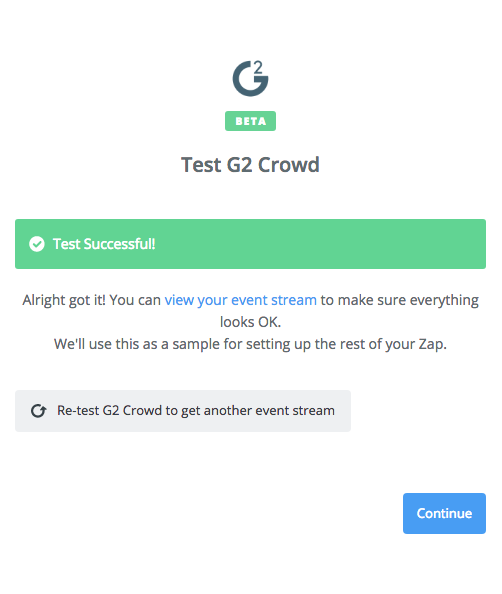 G2
BETA
Test G2 Crowd
Test Successful!
Alright got it! You can view your event stream to make sure everything
looks OK.
We'll use this as a sample for setting up the rest of your Zap.
Re-test G2 Crowd to get another event stream
Continue